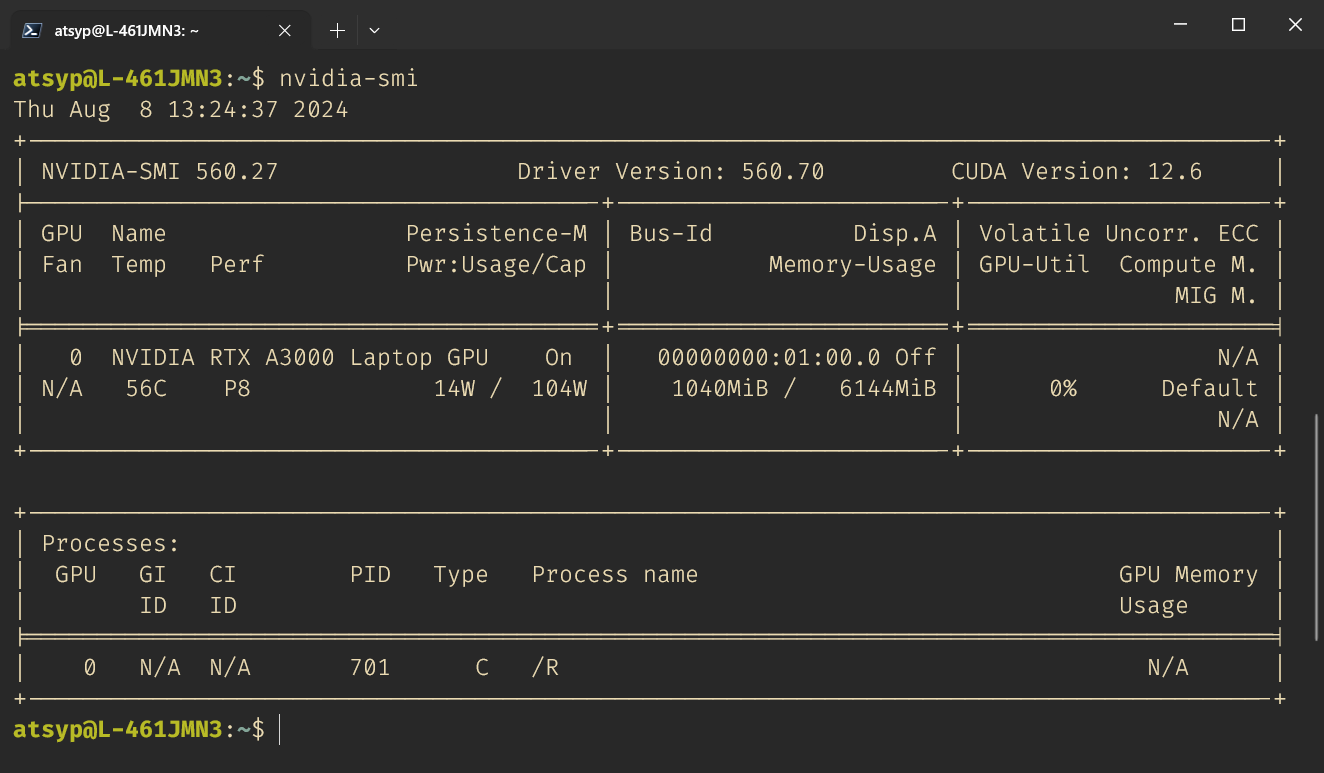 atsyp@L-461JMN3: ~
atsyp@L-461JMN3:~$ nvidia-smi
Thu Aug  8 13:24:37 2024
NVIDIA-SMI 560.27 Driver Version: 560.70 CUDA Version: 12.6
GPU Name Persistence-M | Bus-Id Disp.A | Volatile Uncorr. ECC
Fan Temp Perf Pwr:Usage/Cap | Memory-Usage | GPU-Util Compute M.
MIG M.
0 NVIDIA RTX A3000 Laptop GPU On | 00000000:01:00.0 Off | N/A
N/A 56C P8 14W / 104W | 1040MiB / 6144MiB | 0% Default
N/A
Processes:
GPU GI CI PID Type Process name GPU Memory
ID ID Usage
0 N/A N/A 701 C /R N/A
atsyp@L-461JMN3:~$